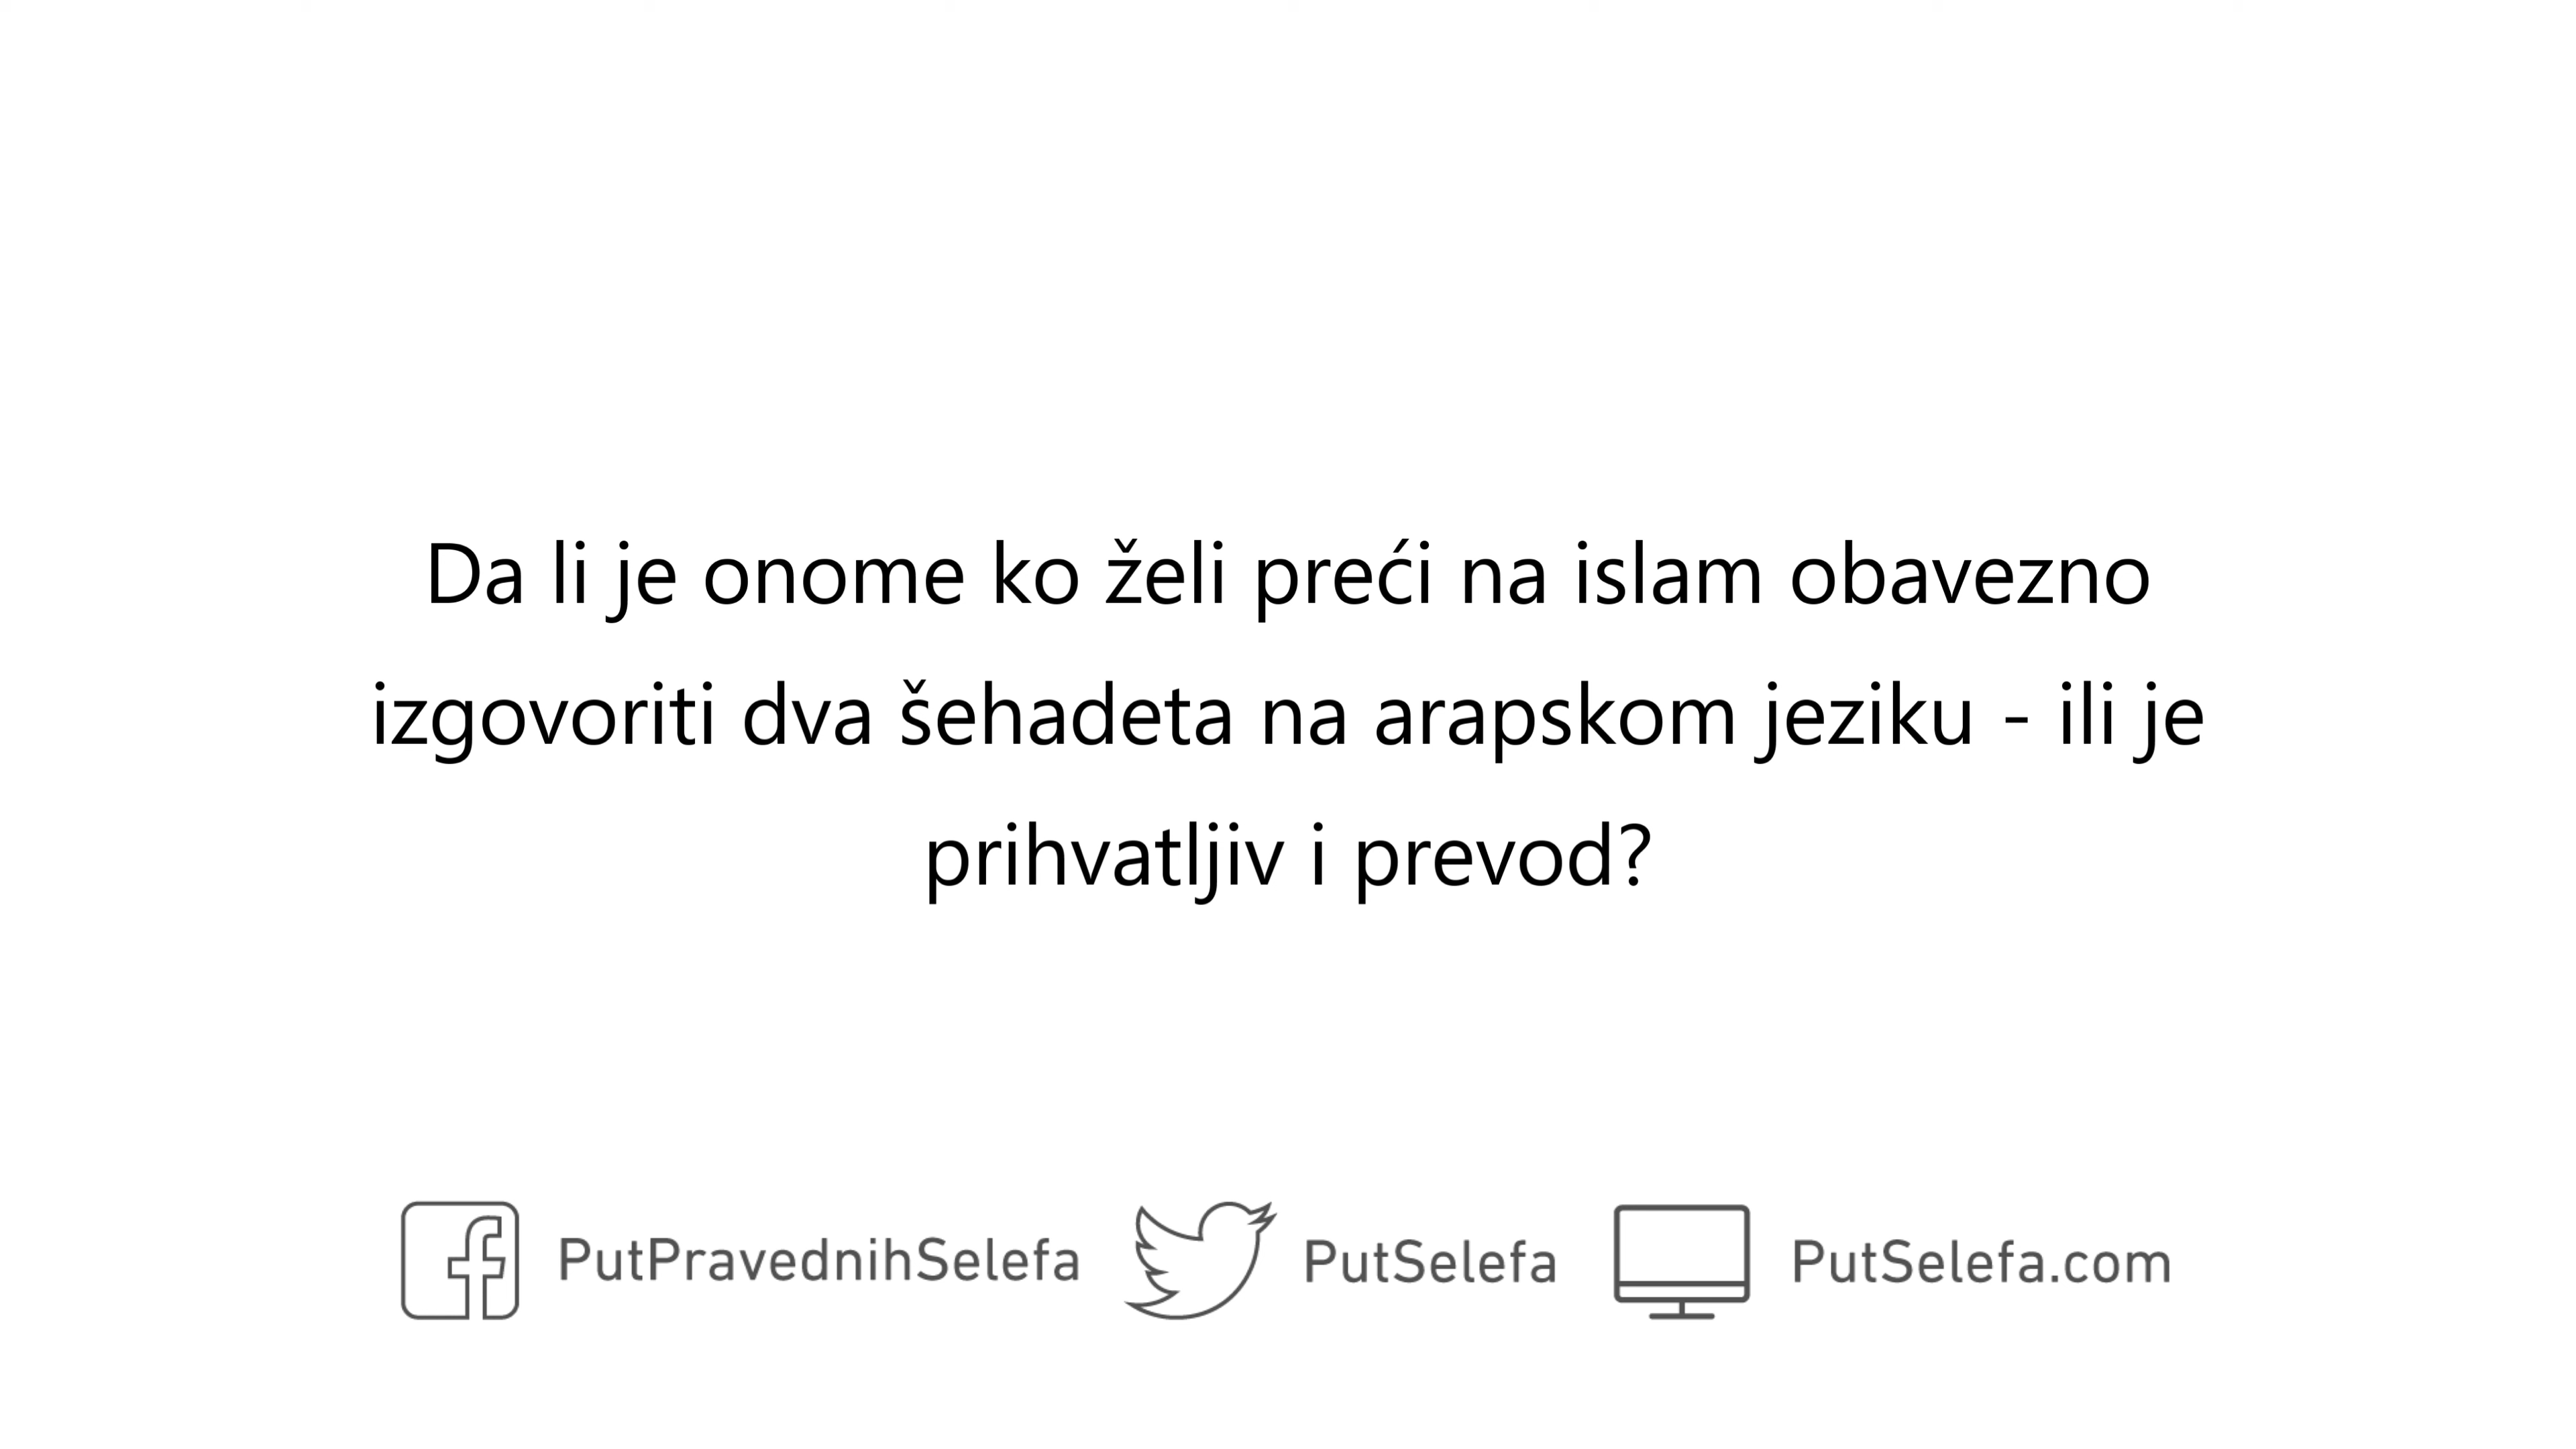 Da li je onome ko želi preći na islam obavezno
izgovoriti dva šehadeta na arapskom jeziku - ili je
prihvatljiv i prevod?
PutPravednihSelefa PutSelefa PutSelefa.com